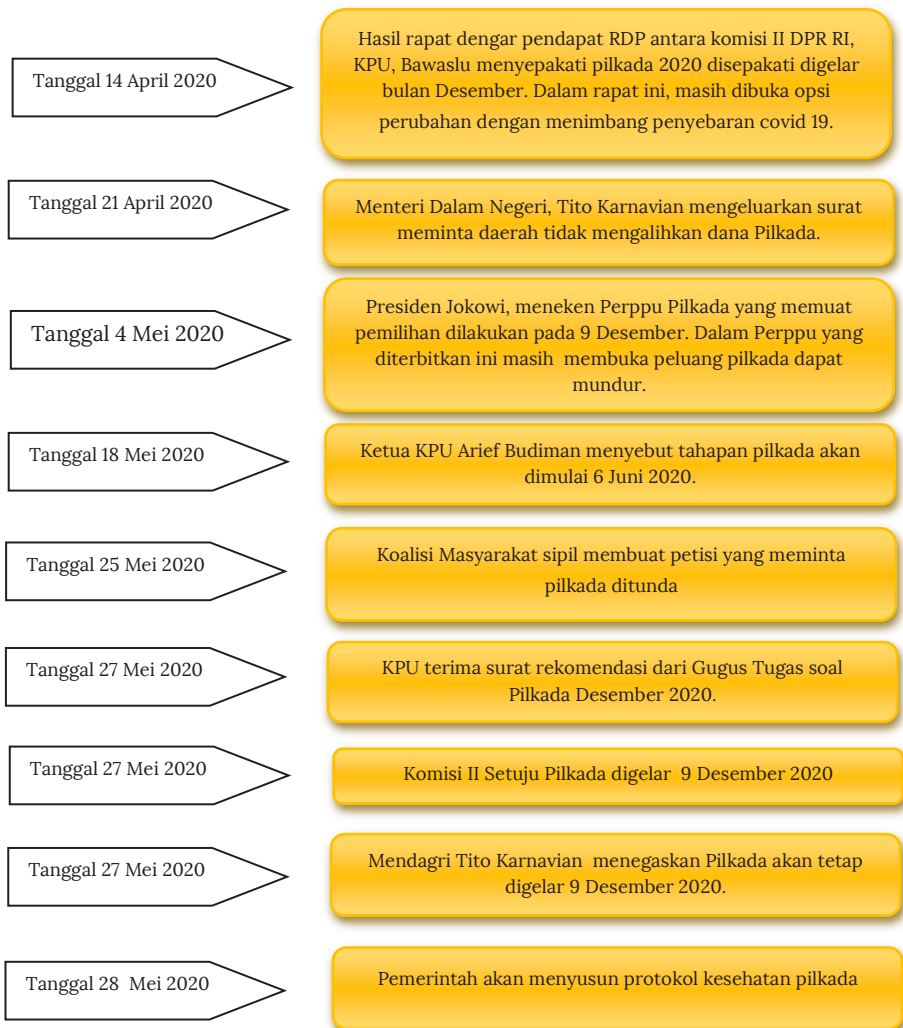 Tanggal 14 April 2020
Hasil rapat dengar pendapat RDP antara komisi II DPR RI,
KPU, Bawaslu menyepakati pilkada 2020 disepakati digelar
bulan Desember. Dalam rapat ini, masih dibuka opsi
perubahan dengan menimbang penyebaran covid 19.
Tanggal 21 April 2020
Menteri Dalam Negeri, Tito Karnavian mengeluarkan surat
meminta daerah tidak mengalihkan dana Pilkada.
Tanggal 4 Mei 2020
Presiden Jokowi, meneken Perppu Pilkada yang memuat
pemilihan dilakukan pada 9 Desember. Dalam Perppu yang
diterbitkan ini masih membuka peluang pilkada dapat
mundur.
Tanggal 18 Mei 2020
Ketua KPU Arief Budiman menyebut tahapan pilkada akan
dimulai 6 Juni 2020.
Tanggal 25 Mei 2020
Koalisi Masyarakat sipil membuat petisi yang meminta
pilkada ditunda
Tanggal 27 Mei 2020
KPU terima surat rekomendasi dari Gugus Tugas soal
Pilkada Desember 2020.
Tanggal 27 Mei 2020
Komisi II Setuju Pilkada digelar 9 Desember 2020
Tanggal 27 Mei 2020
Mendagri Tito Karnavian menegaskan Pilkada akan tetap
digelar 9 Desember 2020.
Tanggal 28 Mei 2020
Pemerintah akan menyusun protokol kesehatan pilkada